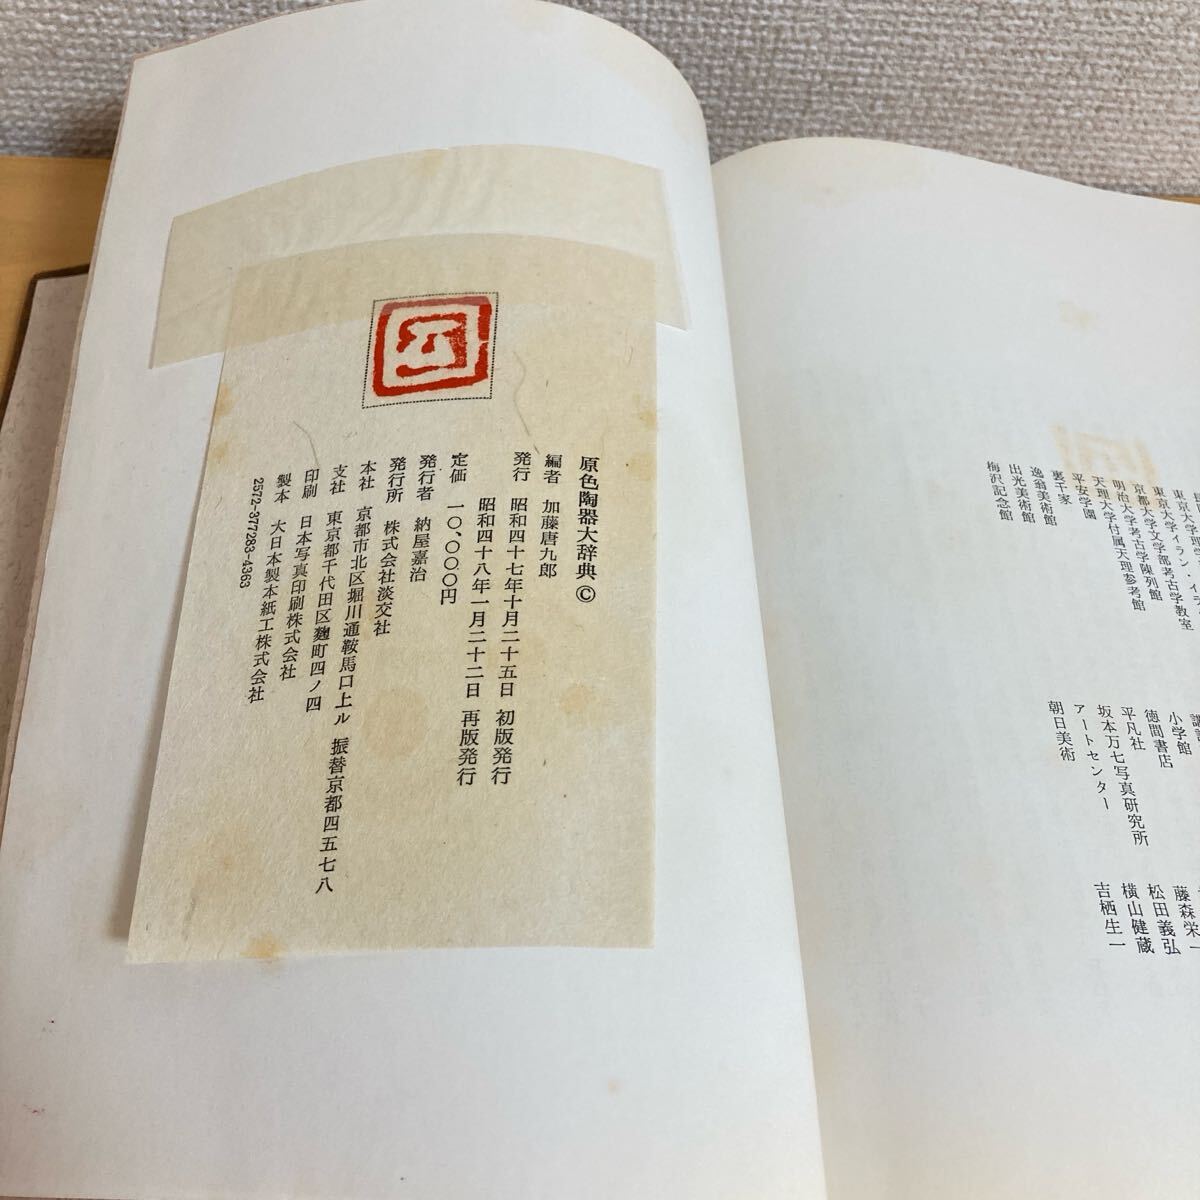 原色陶器大辞典 ©
編者 加藤唐九郎
発行 昭和四十七年十月二十五日 初版発行
昭和四十八年一月二十二日 再版発行
定価 一〇、〇〇〇円
発行者 納屋嘉治
発行所 株式会社淡交社
本社 京都市北区堀川通鞍馬口上ル 振替京都四五七八
支社 東京都千代田区麴町四ノ四
印刷 日本写真印刷株式会社
製本 大日本製本紙工株式会社
2572-377283-4363
東京大学理学
東京大学イラン・イラ
京都大学文学部考古学教室
明治大学考古学陳列館
天理大学付属天理参考館
平安学園
裏千家
逸翁美術館
出光美術館
梅沢記念館
小学館
徳間書店
平凡社
坂本万七写真研究所
アートセンター
朝日美術
藤森栄一
松田義弘
横山健蔵
吉栖生一